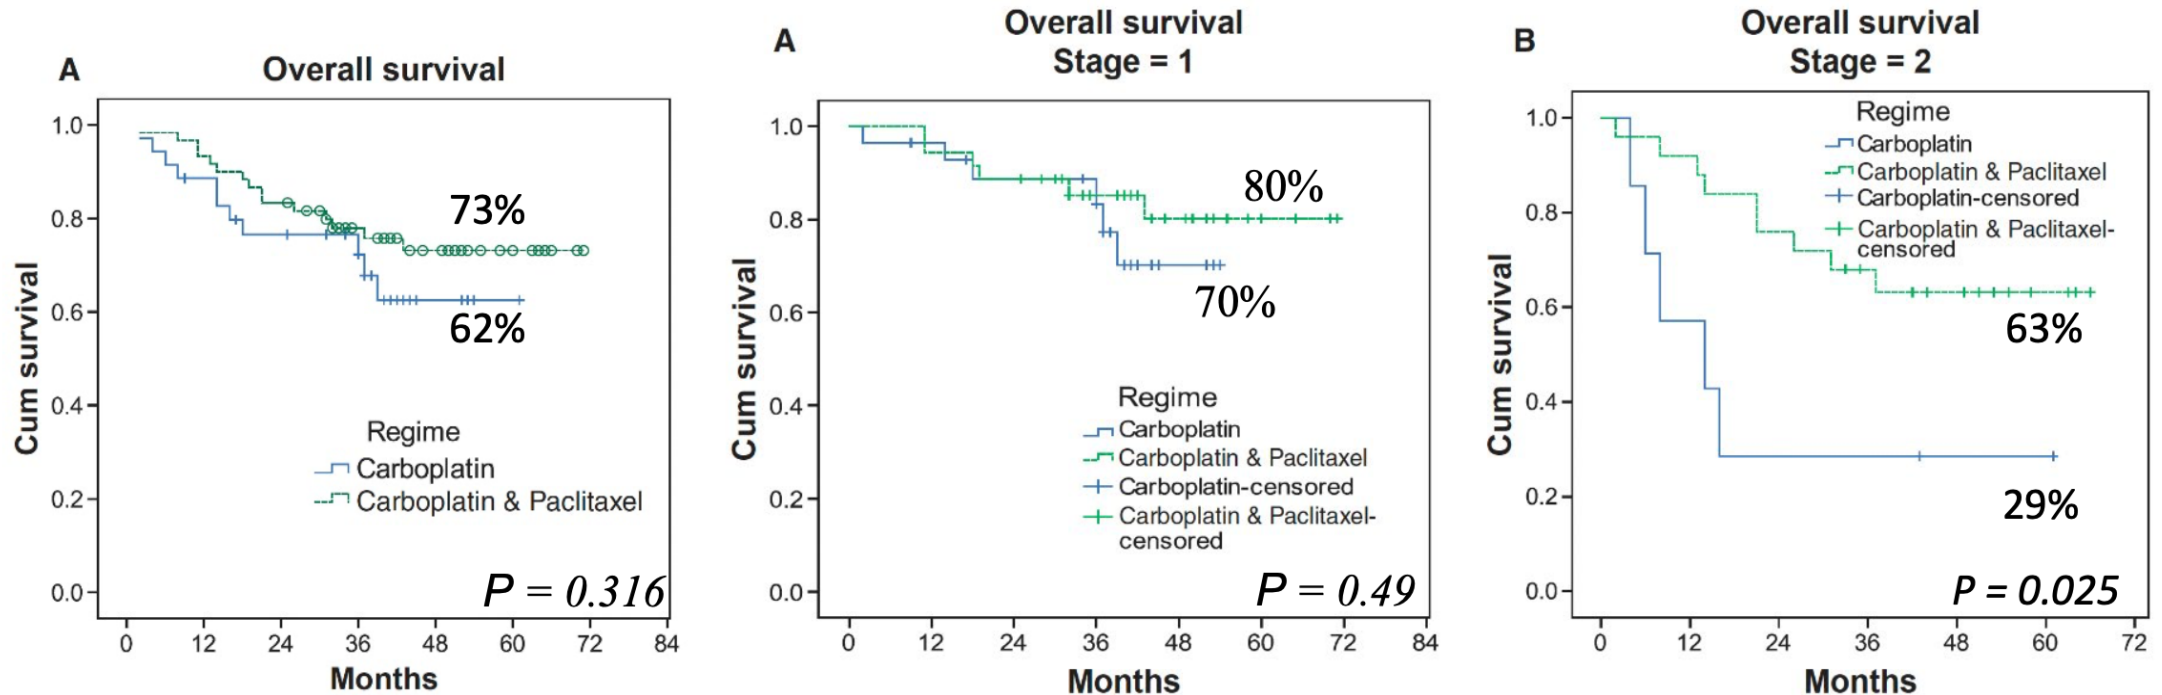 A
Overall survival
Cum survival
1.0
0.8
0.6
0.4
0.2
0.0
73%
62%
Regime
Carboplatin
Carboplatin & Paclitaxel
P = 0.316
0 12 24 36 48 60 72 84
Months
A
Overall survival
Stage = 1
Cum survival
1.0
0.8
0.6
0.4
0.2
0.0
80%
70%
Regime
Carboplatin
Carboplatin & Paclitaxel
Carboplatin-censored
Carboplatin & Paclitaxel-
censored
P = 0.49
0 12 24 36 48 60 72 84
Months
B
Overall survival
Stage = 2
Cum survival
1.0
0.8
0.6
0.4
0.2
0.0
Regime
Carboplatin
Carboplatin & Paclitaxel
Carboplatin-censored
Carboplatin & Paclitaxel-
censored
63%
29%
P = 0.025
0 12 24 36 48 60 72
Months